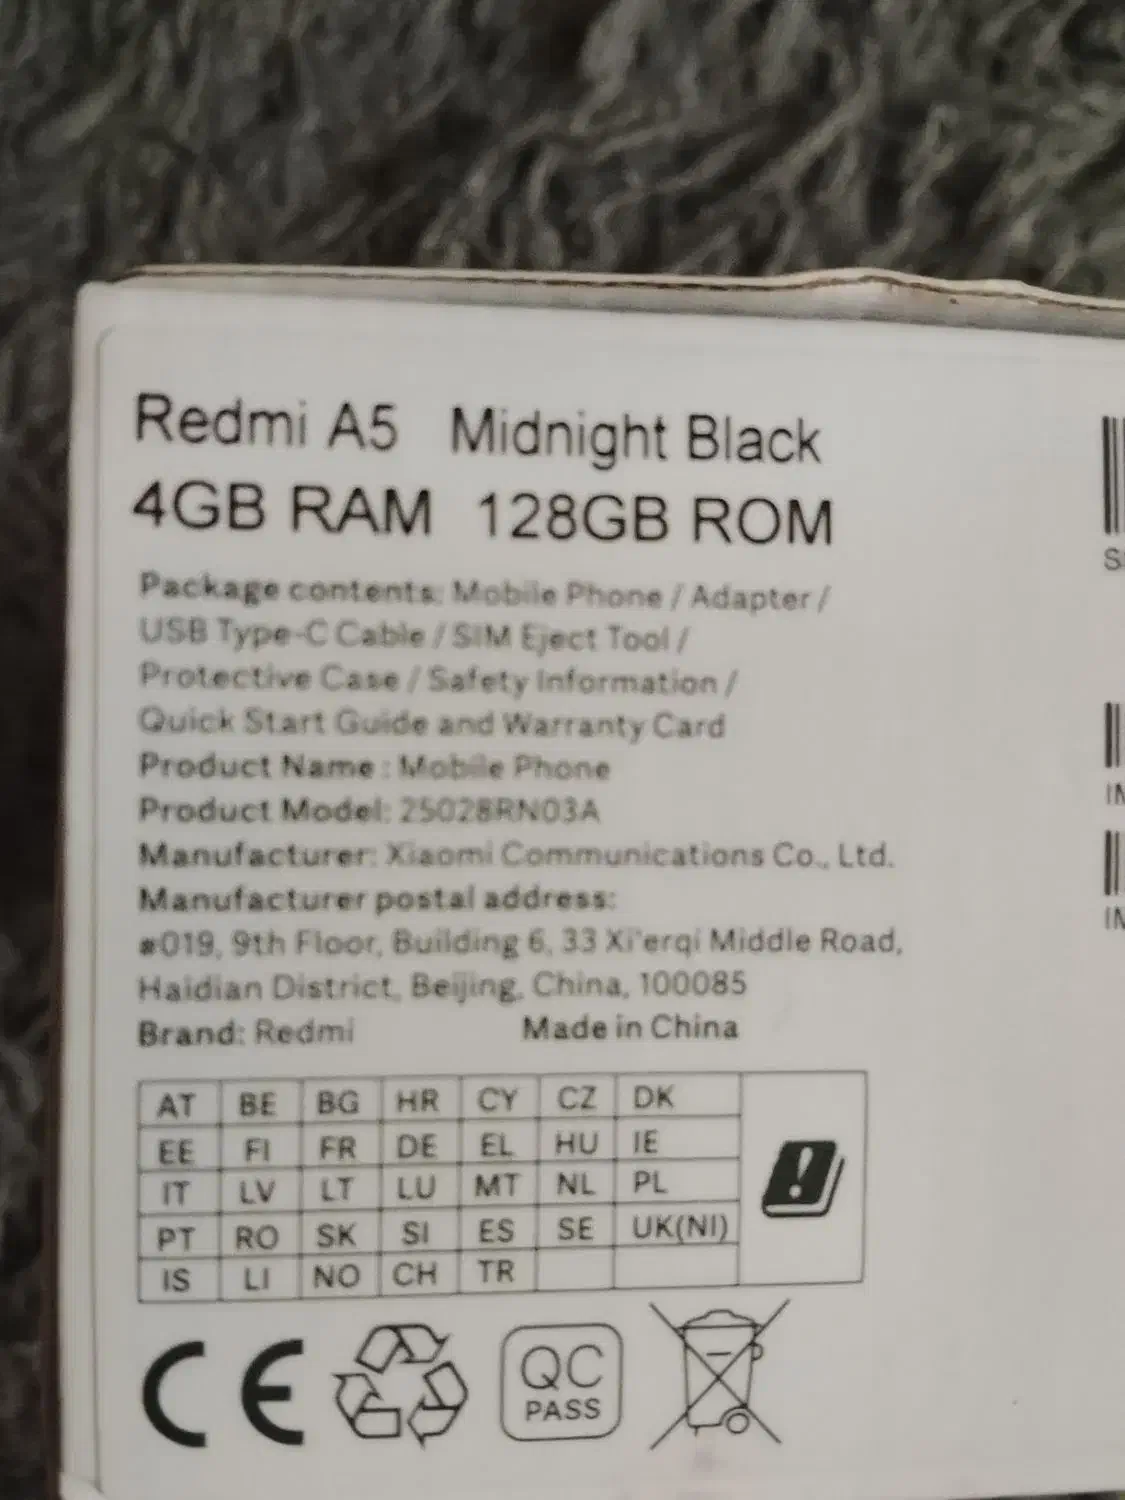 Redmi A5 Midnight Black
4GB RAM 128GB ROM
Package contents: Mobile Phone / Adapter /
USB Type-C Cable / SIM Eject Tool /
Protective Case / Safety Information /
Quick Start Guide and Warranty Card
Product Name : Mobile Phone
Product Model: 25028RN03A
Manufacturer: Xiaomi Communications Co., Ltd.
Manufacturer postal address:
#019, 9th Floor, Building 6, 33 Xi'erqi Middle Road,
Haidian District, Beijing, China, 100085
Brand: Redmi Made in China
AT BE BG HR CY CZ DK
EE FI FR DE EL HU IE
IT LV LT LU MT NL PL
PT RO SK SI ES SE UK(NI)
IS LI NO CH TR
CE
QC
PASS